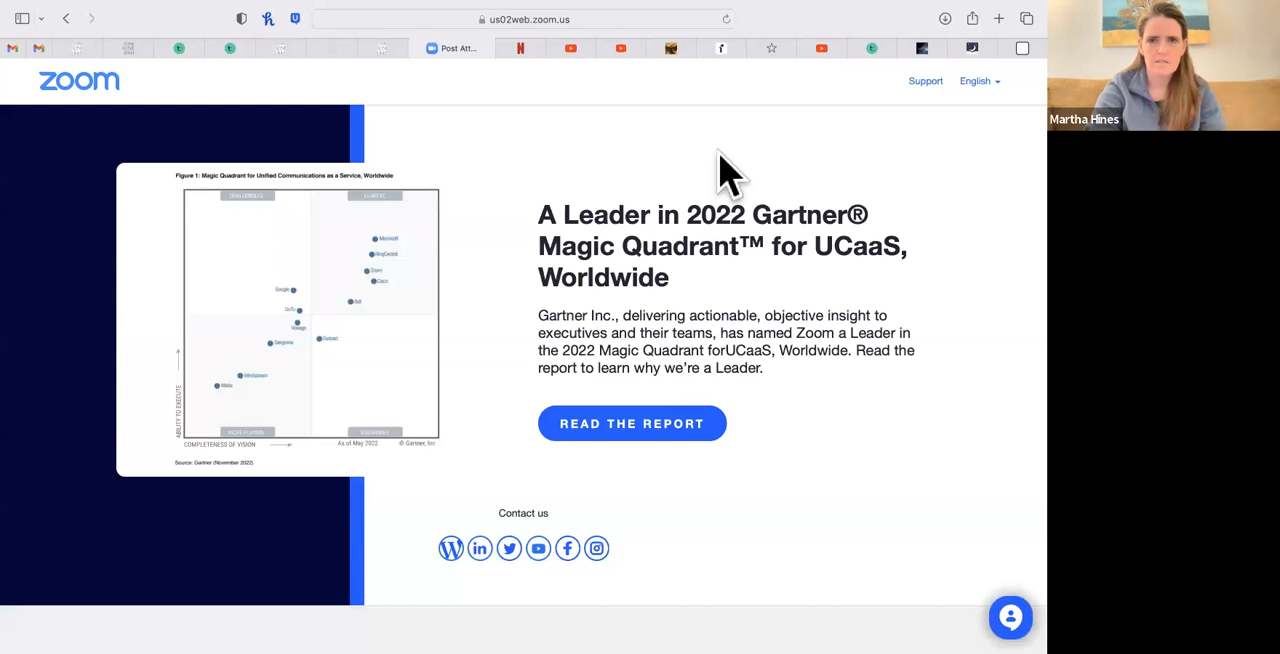 us02web.zoom.us
Post Att...
zoom
Support
English
Martha Hines
Figure 1: Magic Quadrant for Unified Communications as a Service, Worldwide
CHALLENGERS
LEADERS
Microsoft
RingCentral
Zoom
Cisco
8x8
Google
GoTo
Vonage
Sangoma
Windstream
Mitel
NICHE PLAYERS
VISIONARIES
ABILITY TO EXECUTE
COMPLETENESS OF VISION
As of May 2022
© Gartner, Inc
Source: Gartner (November 2022)
A Leader in 2022 Gartner®
Magic Quadrant™ for UCaaS,
Worldwide
Gartner Inc., delivering actionable, objective insight to
executives and their teams, has named Zoom a Leader in
the 2022 Magic Quadrant forUCaaS, Worldwide. Read the
report to learn why we’re a Leader.
READ THE REPORT
Contact us